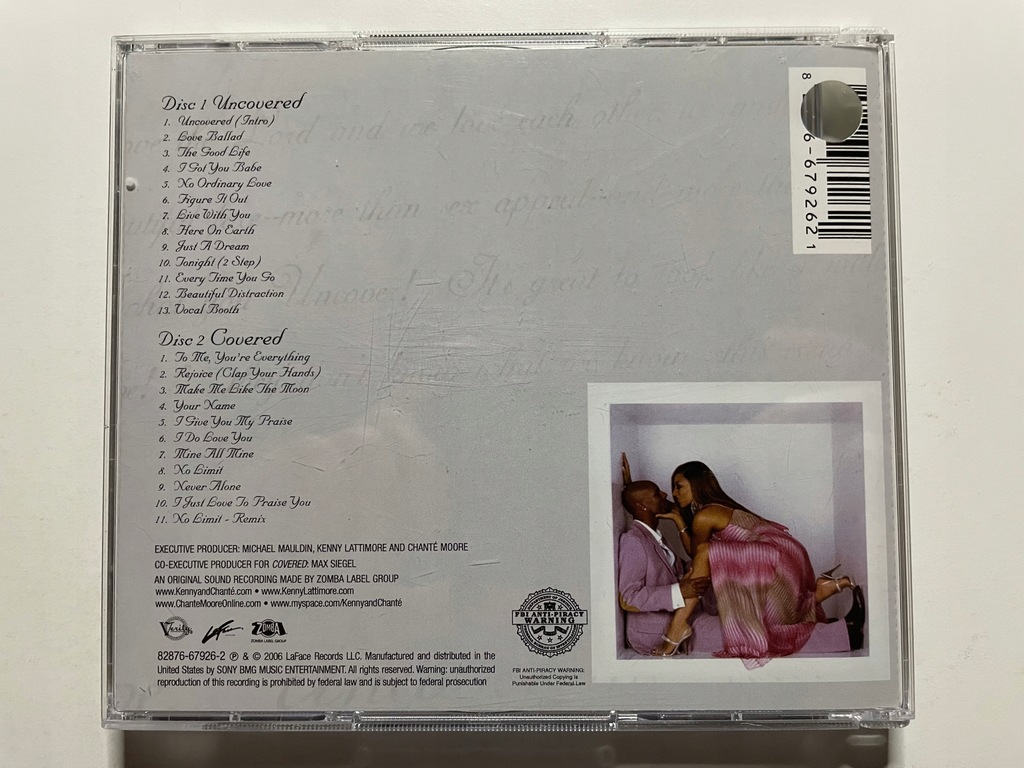 Disc 1 Uncovered
1. Uncovered (Intro)
2. Love Ballad
3. The Good Life
4. I Got You Babe
5. No Ordinary Love
6. Figure It Out
7. Live With You
8. Here On Earth
9. Just A Dream
10. Tonight (2 Step)
11. Every Time You Go
12. Beautiful Distraction
13. Vocal Booth
Disc 2 Covered
1. To Me, You're Everything
2. Rejoice (Clap Your Hands)
3. Make Me Like The Moon
4. Your Name
5. I Give You My Praise
6. I Do Love You
7. Mine All Mine
8. No Limit
9. Never Alone
10. I Just Love To Praise You
11. No Limit - Remix
EXECUTIVE PRODUCER: MICHAEL MAULDIN, KENNY LATTIMORE AND CHANTÉ MOORE
CO-EXECUTIVE PRODUCER FOR COVERED: MAX SIEGEL
AN ORIGINAL SOUND RECORDING MADE BY ZOMBA LABEL GROUP
www.KennyandChanté.com • www.KennyLattimore.com
www.ChanteMooreOnline.com • www.myspace.com/KennyandChanté
Verity
ZOMBA
ZOMBA LABEL GROUP
82876-67926-2 ℗ & © 2006 LaFace Records LLC. Manufactured and distributed in the
United States by SONY BMG MUSIC ENTERTAINMENT. All rights reserved. Warning: unauthorized
reproduction of this recording is prohibited by federal law and is subject to federal prosecution
FBI ANTI-PIRACY
WARNING
FBI ANTI-PIRACY WARNING:
Unauthorized Copying is
Punishable Under Federal Law
8 6-67926 2 1